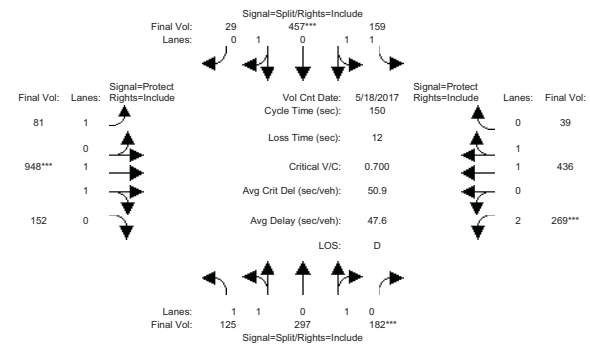 Signal=Split/Rights=Include
Final Vol: 29 457*** 159
Lanes: 0 1 0 1 1
Signal=Protect Signal=Protect
Final Vol: Lanes: Rights=Include Vol Cnt Date: 5/18/2017 Rights=Include Lanes: Final Vol:
Cycle Time (sec): 150
81 1 0 39
Loss Time (sec): 12
0 1
948*** 1 Critical V/C: 0.700 1 436
1 Avg Crit Del (sec/veh): 50.9 0
152 0 Avg Delay (sec/veh): 47.6 2 269***
LOS: D
Lanes: 1 1 0 1 0
Final Vol: 125 297 182***
Signal=Split/Rights=Include